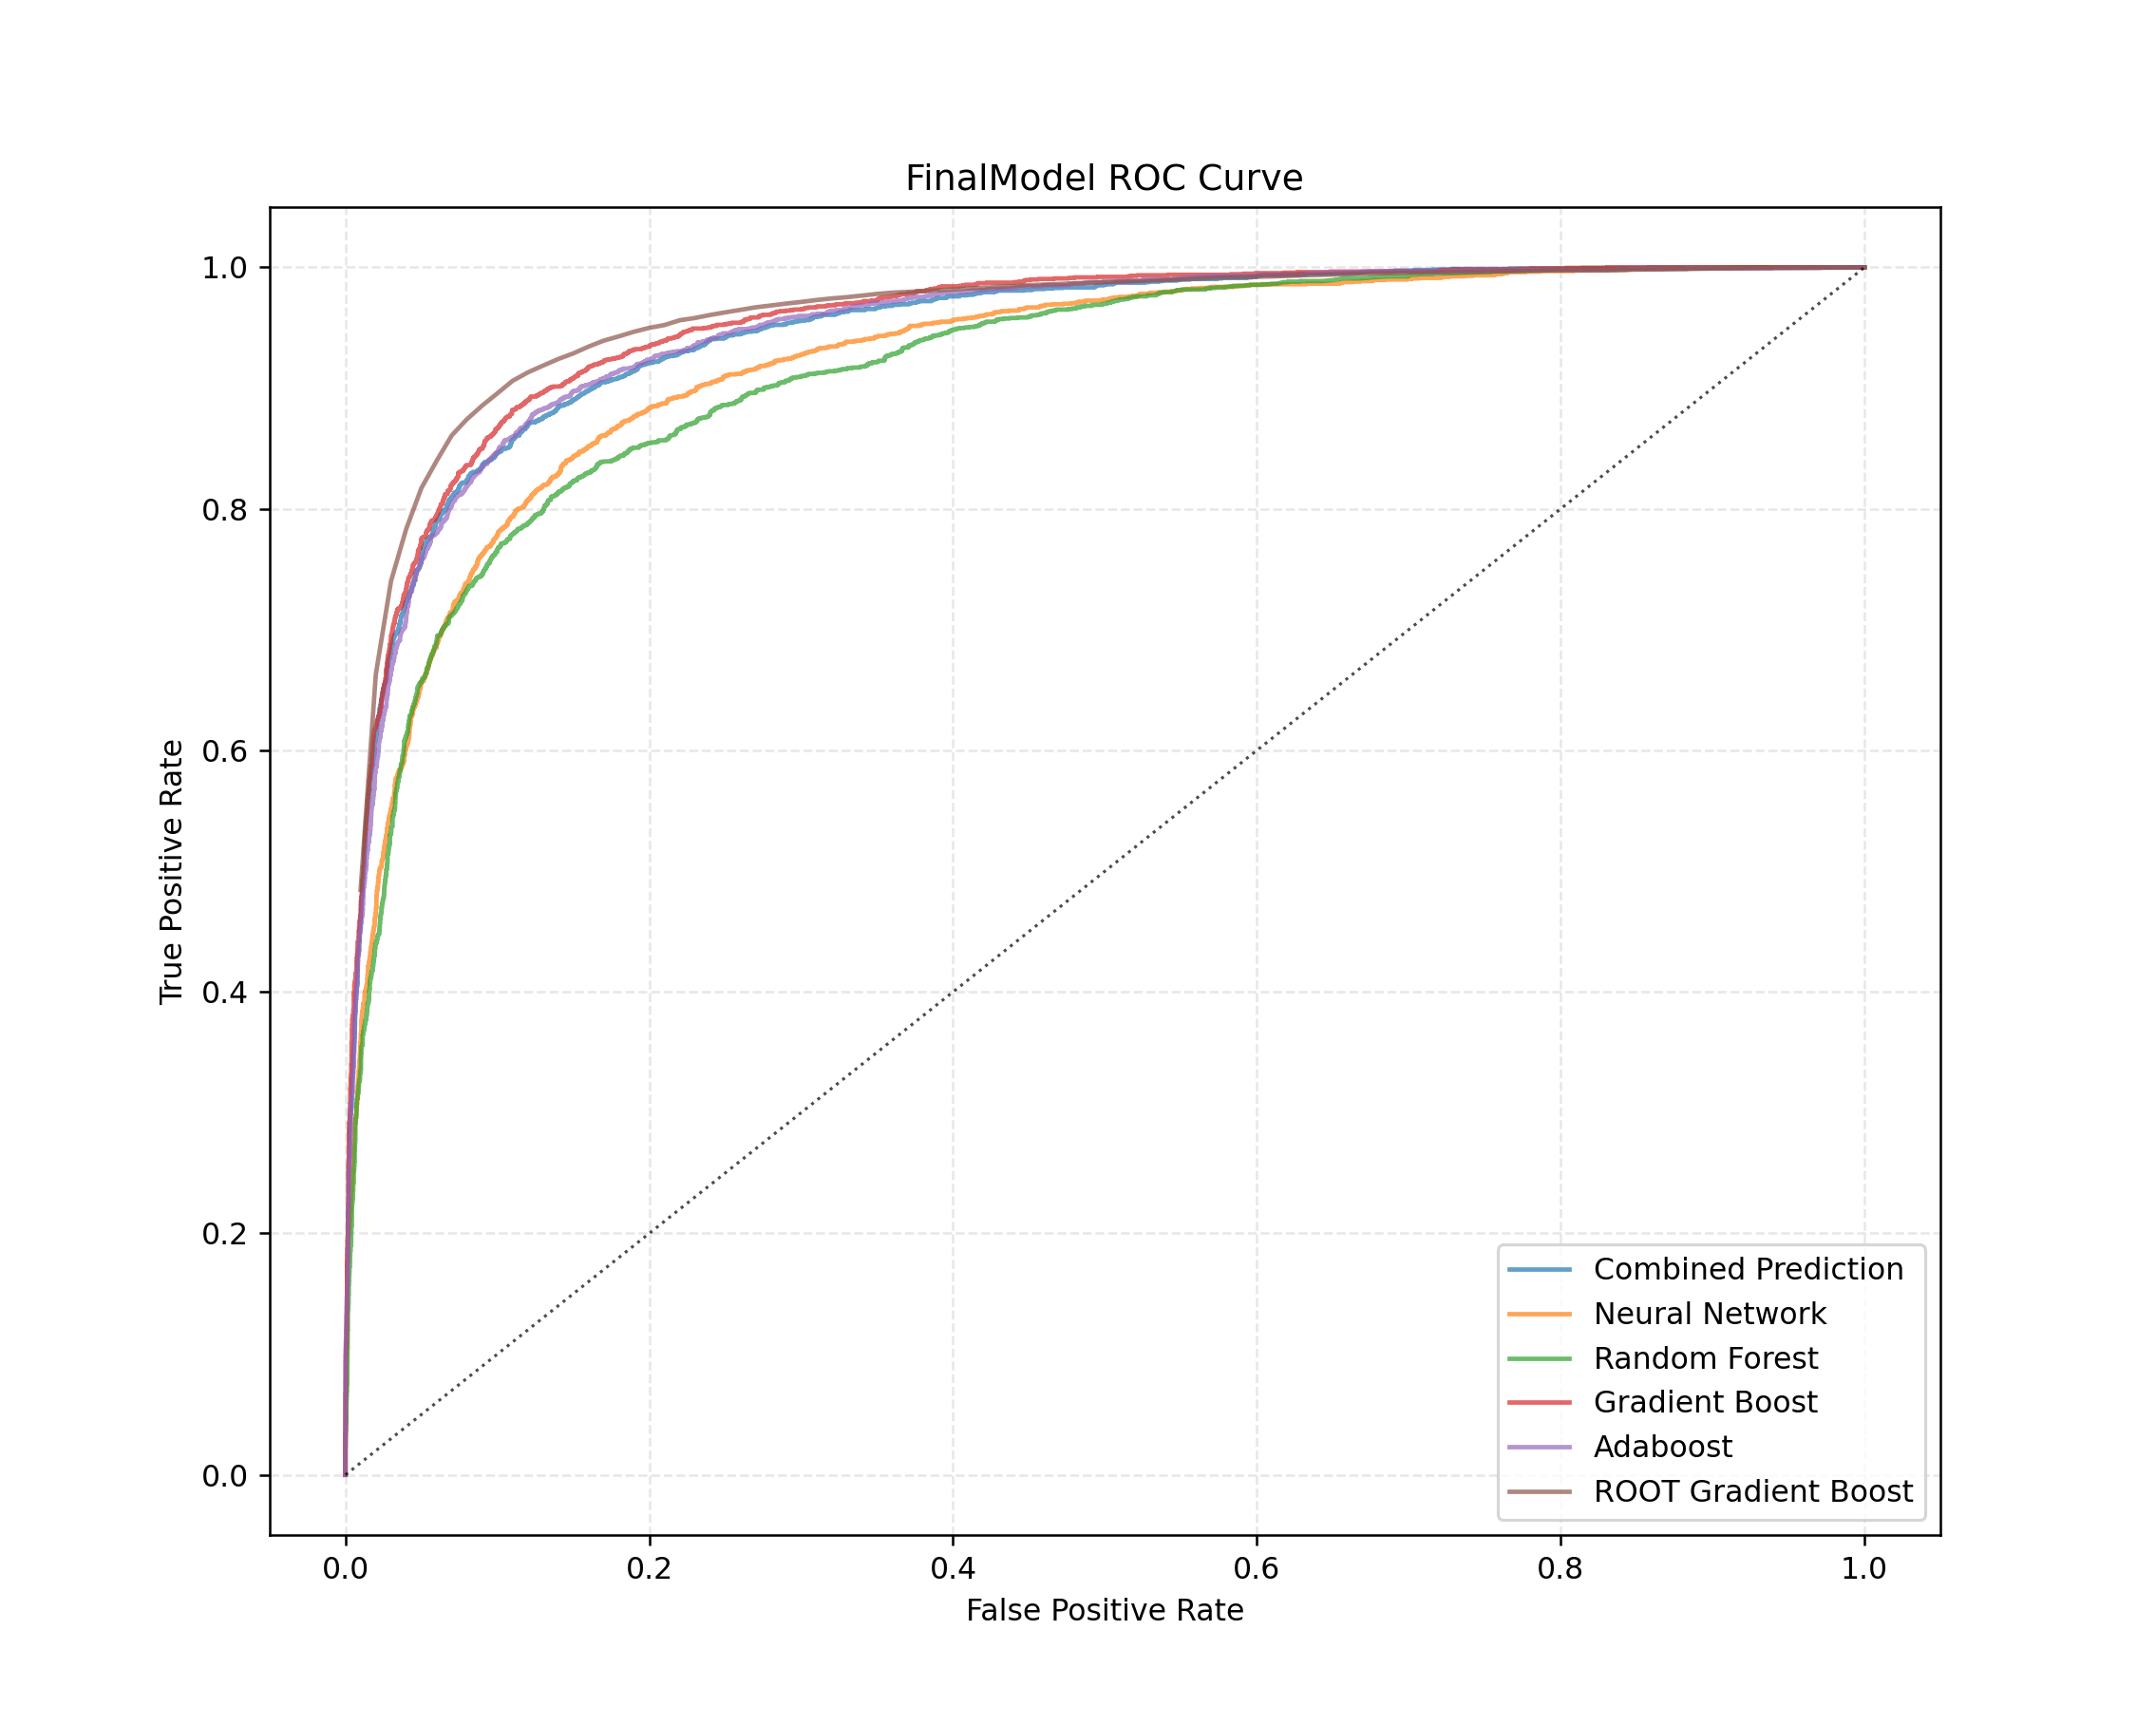 FinalModel ROC Curve
1.0
0.8
0.6
0.4
0.2
0.0
True Positive Rate
0.0 0.2 0.4 0.6 0.8 1.0
False Positive Rate
Combined Prediction
Neural Network
Random Forest
Gradient Boost
Adaboost
ROOT Gradient Boost